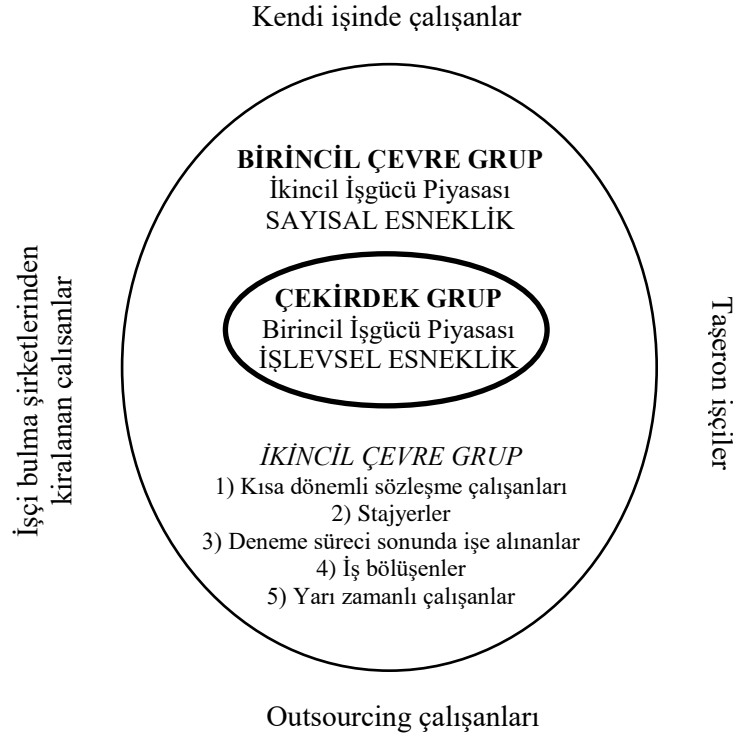 Kendi işinde çalışanlar
BİRİNCİL ÇEVRE GRUP
İkincil İşgücü Piyasası
SAYISAL ESNEKLİK
ÇEKİRDEK GRUP
Birincil İşgücü Piyasası
İŞLEVSEL ESNEKLİK
İşçi bulma şirketlerinden
kiralanan çalışanlar
Taşeron işçiler
İKİNCİL ÇEVRE GRUP
1) Kısa dönemli sözleşme çalışanları
2) Stajyerler
3) Deneme süreci sonunda işe alınanlar
4) İş bölüşenler
5) Yarı zamanlı çalışanlar
Outsourcing çalışanları